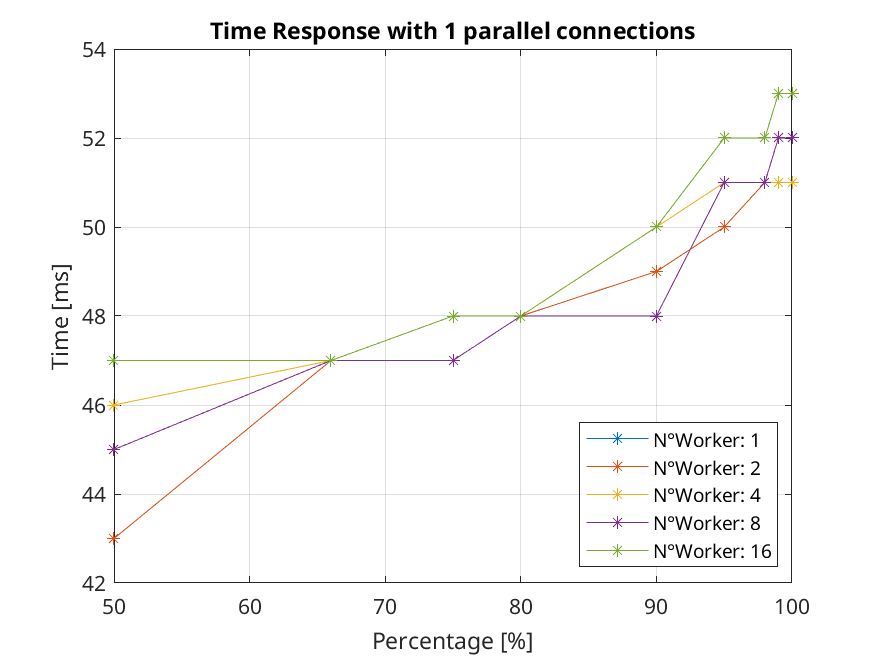 Time Response with 1 parallel connections
54
52
50
48
46
44
42
Time [ms]
50 60 70 80 90 100
Percentage [%]
N°Worker: 1
N°Worker: 2
N°Worker: 4
N°Worker: 8
N°Worker: 16